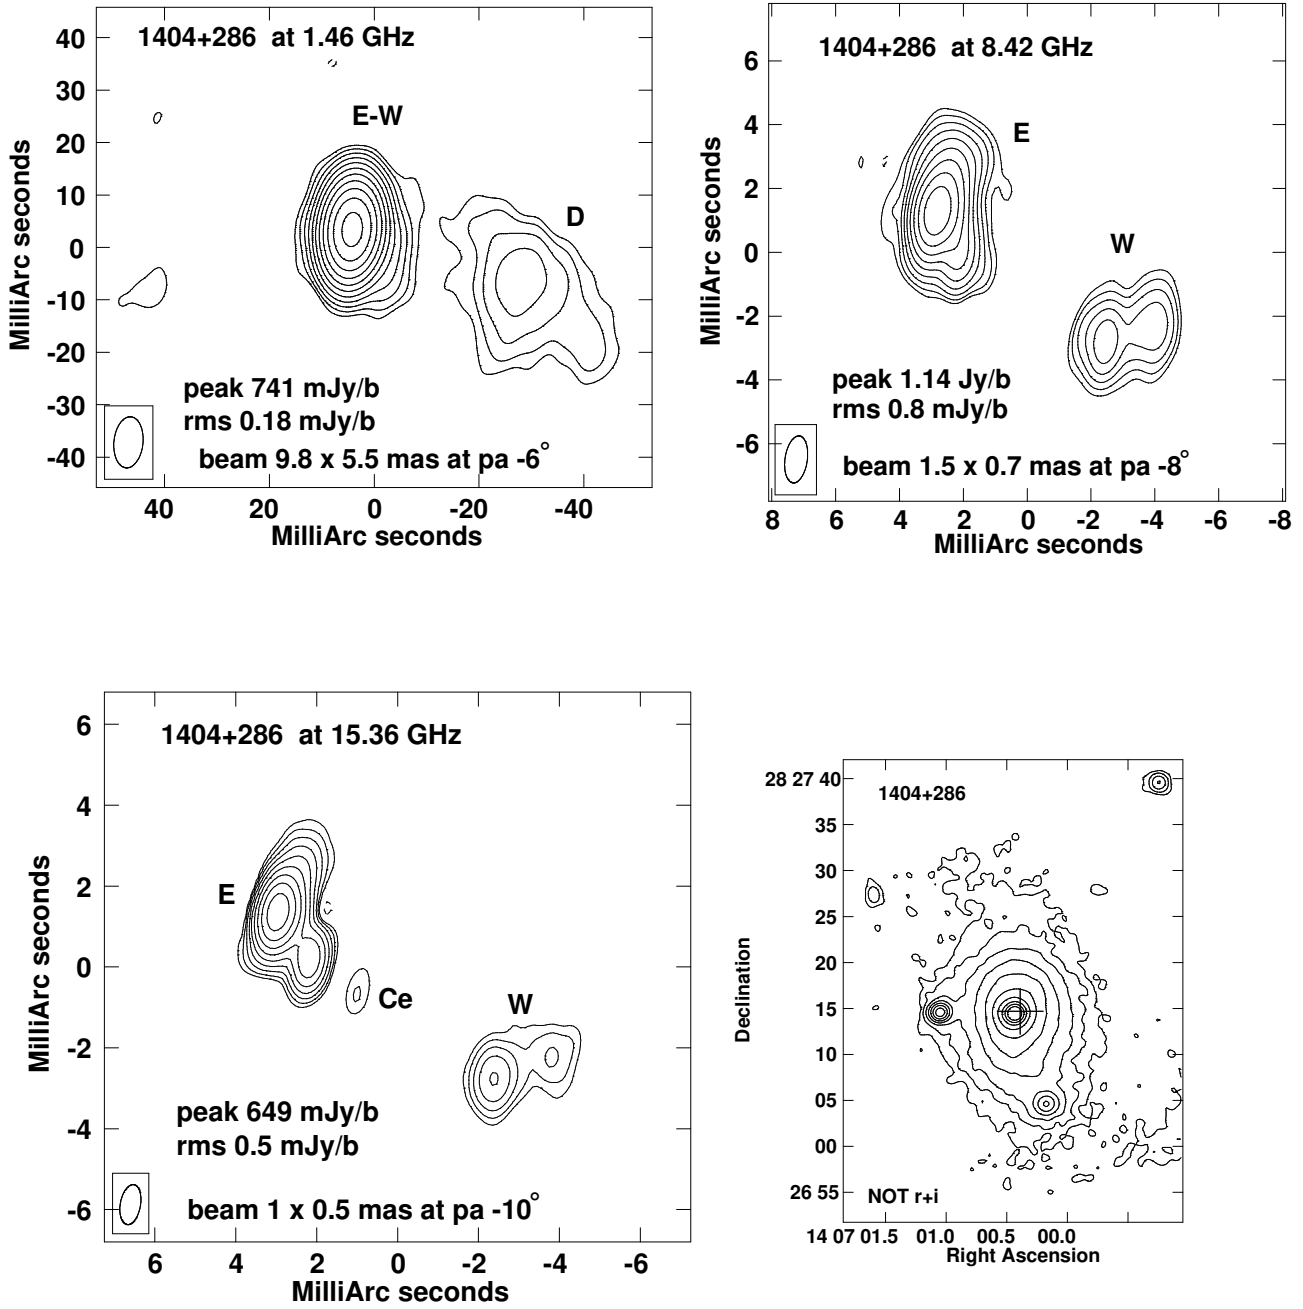 1404+286 at 1.46 GHz
E-W
D
peak 741 mJy/b
rms 0.18 mJy/b
beam 9.8 x 5.5 mas at pa -6°
MilliArc seconds
40
30
20
10
0
-10
-20
-30
-40
40 20 0 -20 -40
MilliArc seconds
1404+286 at 8.42 GHz
E
W
peak 1.14 Jy/b
rms 0.8 mJy/b
beam 1.5 x 0.7 mas at pa -8°
MilliArc seconds
6
4
2
0
-2
-4
-6
8 6 4 2 0 -2 -4 -6 -8
MilliArc seconds
1404+286 at 15.36 GHz
E
Ce
W
peak 649 mJy/b
rms 0.5 mJy/b
beam 1 x 0.5 mas at pa -10°
MilliArc seconds
6
4
2
0
-2
-4
-6
6 4 2 0 -2 -4 -6
MilliArc seconds
1404+286
NOT r+i
Declination
28 27 40
35
30
25
20
15
10
05
00
26 55
14 07 01.5 01.0 00.5 00.0
Right Ascension